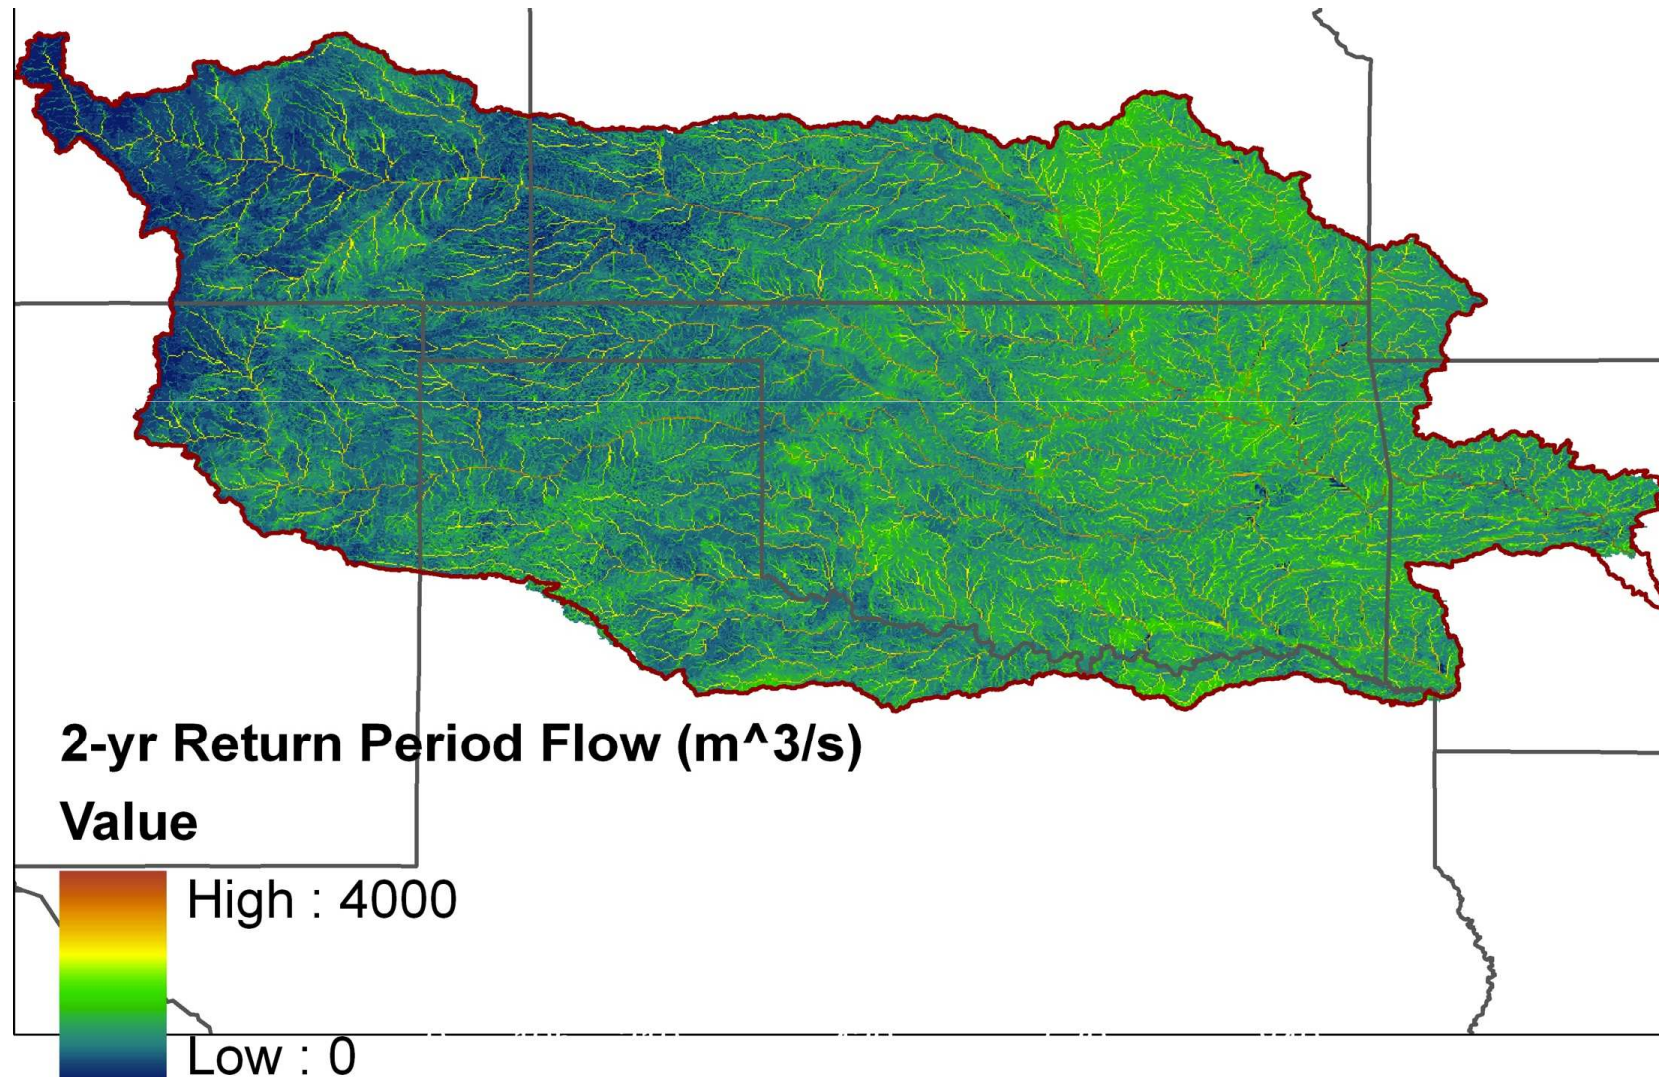 2-yr Return Period Flow (m^3/s)
Value
High : 4000
Low : 0